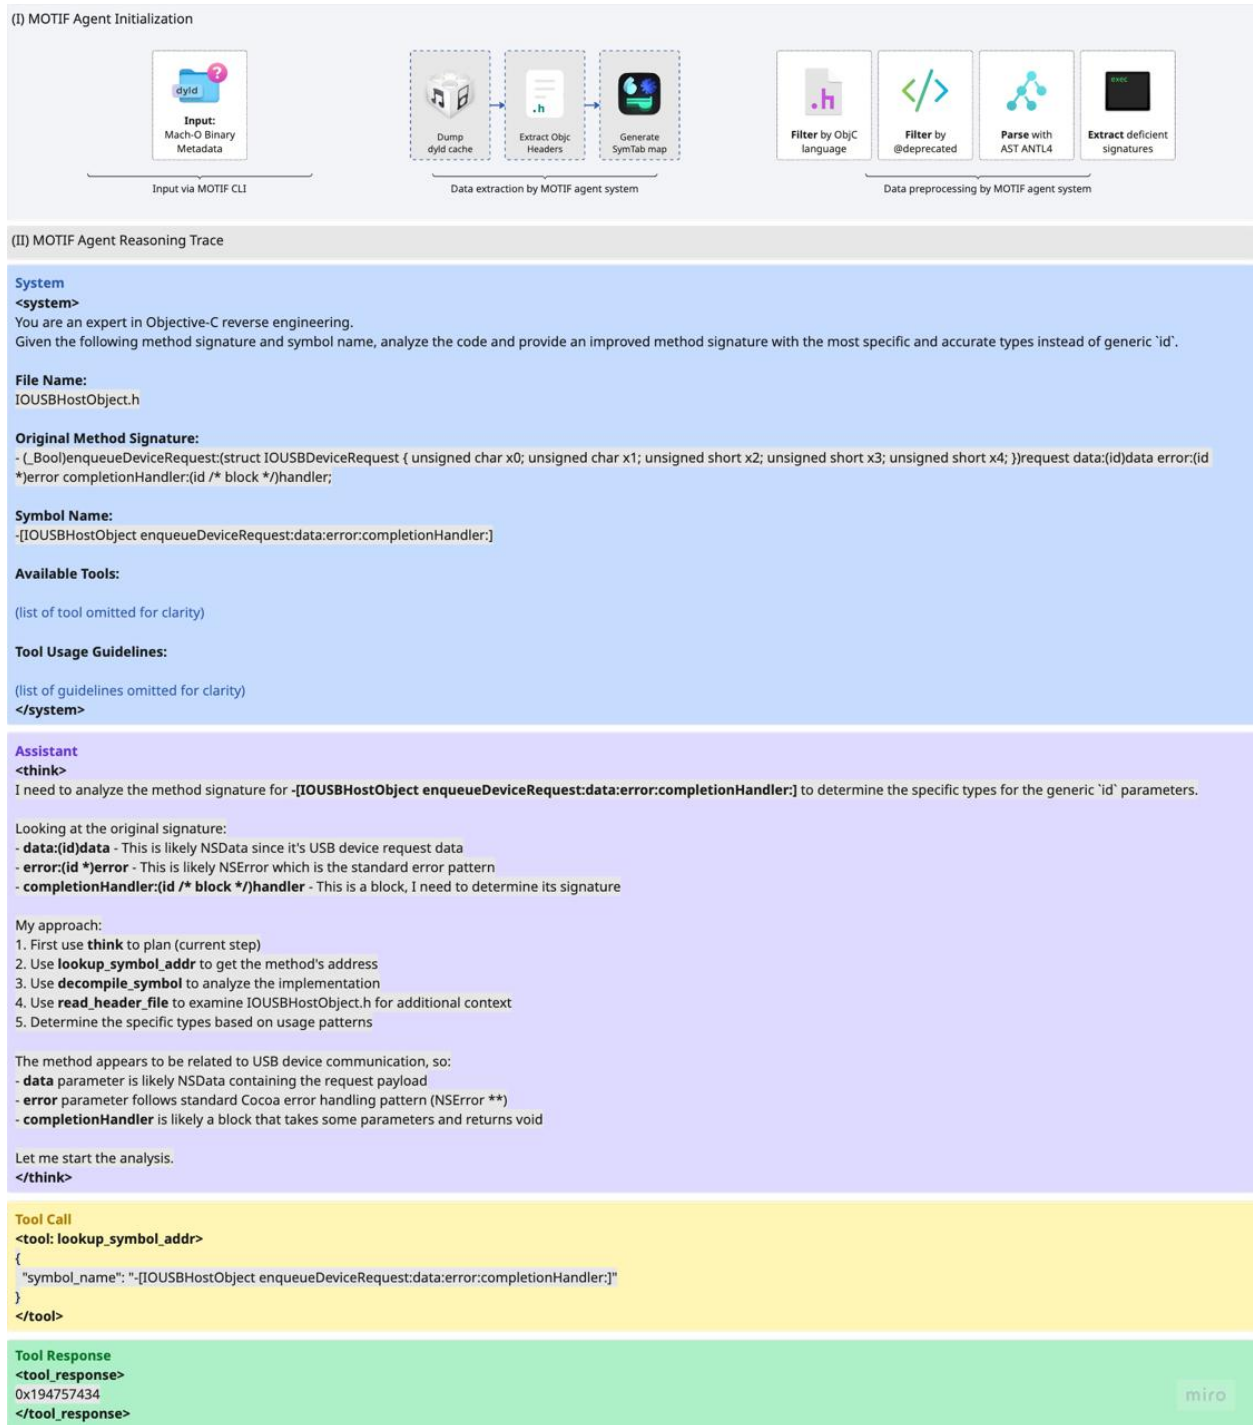 (I) MOTIF Agent Initialization
dyld
?
Input:
Mach-O Binary
Metadata
Dump
dyld cache
.h
Extract Objc
Headers
Generate
SymTab map
.h
Filter by ObjC
language
</>
Filter by
@deprecated
Parse with
AST ANTL4
exec
Extract deficient
signatures
Input via MOTIF CLI
Data extraction by MOTIF agent system
Data preprocessing by MOTIF agent system
(II) MOTIF Agent Reasoning Trace
System
<system>
You are an expert in Objective-C reverse engineering.
Given the following method signature and symbol name, analyze the code and provide an improved method signature with the most specific and accurate types instead of generic `id`.
File Name:
IOUSBHostObject.h
Original Method Signature:
- (_Bool)enqueueDeviceRequest:(struct IOUSBDeviceRequest { unsigned char x0; unsigned char x1; unsigned short x2; unsigned short x3; unsigned short x4; })request data:(id)data error:(id
*)error completionHandler:(id /* block */)handler;
Symbol Name:
-[IOUSBHostObject enqueueDeviceRequest:data:error:completionHandler:]
Available Tools:
(list of tool omitted for clarity)
Tool Usage Guidelines:
(list of guidelines omitted for clarity)
</system>
Assistant
<think>
I need to analyze the method signature for -[IOUSBHostObject enqueueDeviceRequest:data:error:completionHandler:] to determine the specific types for the generic `id` parameters.
Looking at the original signature:
- data:(id)data - This is likely NSData since it's USB device request data
- error:(id *)error - This is likely NSError which is the standard error pattern
- completionHandler:(id /* block */)handler - This is a block, I need to determine its signature
My approach:
1. First use think to plan (current step)
2. Use lookup_symbol_addr to get the method's address
3. Use decompile_symbol to analyze the implementation
4. Use read_header_file to examine IOUSBHostObject.h for additional context
5. Determine the specific types based on usage patterns
The method appears to be related to USB device communication, so:
- data parameter is likely NSData containing the request payload
- error parameter follows standard Cocoa error handling pattern (NSError **)
- completionHandler is likely a block that takes some parameters and returns void
Let me start the analysis.
</think>
Tool Call
<tool: lookup_symbol_addr>
{
"symbol_name": "-[IOUSBHostObject enqueueDeviceRequest:data:error:completionHandler:]"
}
</tool>
Tool Response
<tool_response>
0x194757434
</tool_response>
miro